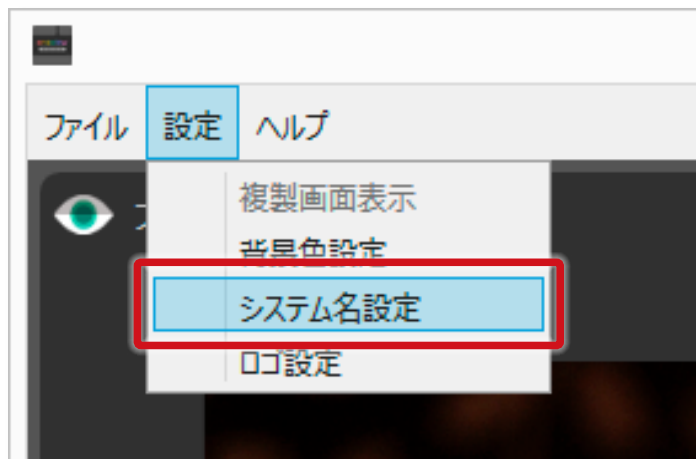 ファイル 設定 ヘルプ
複製画面表示
背景色設定
システム名設定
ロゴ設定